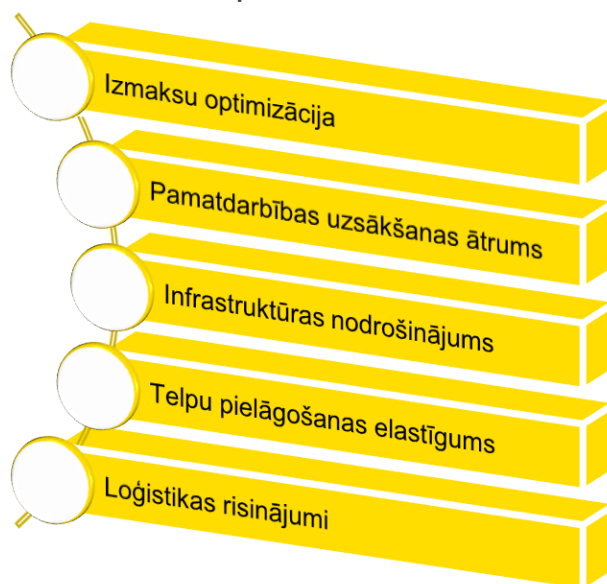 Izmaksu optimizācija
Pamatdarbības uzsākšanas ātrums
Infrastruktūras nodrošinājums
Telpu pielāgošanas elastīgums
Loģistikas risinājumi